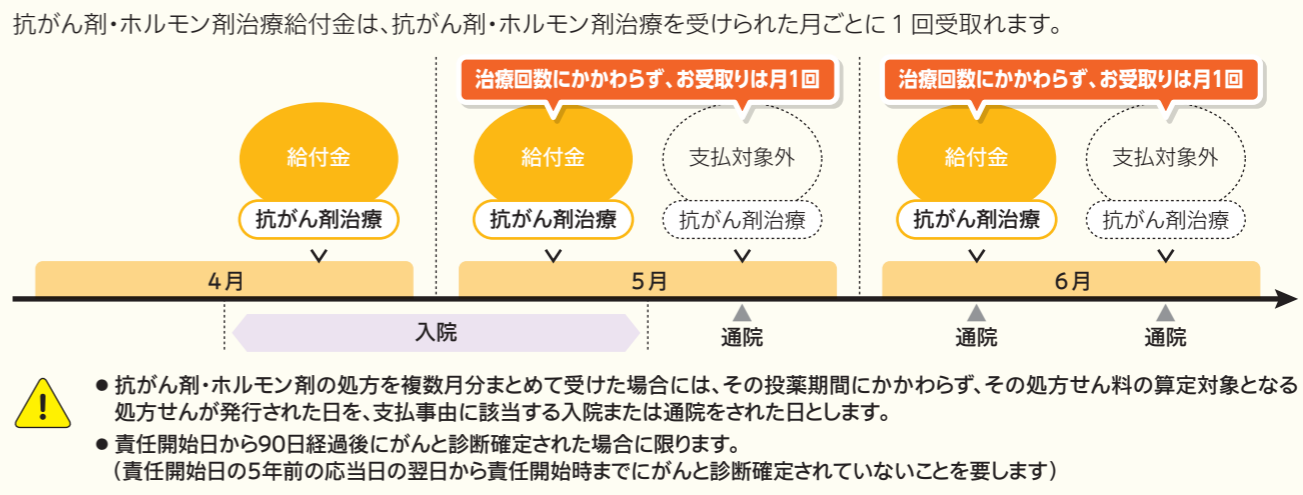 抗がん剤・ホルモン剤治療給付金は、抗がん剤・ホルモン剤治療を受けられた月ごとに1回受取れます。
治療回数にかかわらず、お受取りは月1回
治療回数にかかわらず、お受取りは月1回
給付金
給付金
支払対象外
給付金
支払対象外
抗がん剤治療
抗がん剤治療
抗がん剤治療
抗がん剤治療
抗がん剤治療
4月
5月
6月
入院
通院
通院
通院
●抗がん剤・ホルモン剤の処方を複数月分まとめて受けた場合には、その投薬期間にかかわらず、その処方せん料の算定対象となる
処方せんが発行された日を、支払事由に該当する入院または通院をされた日とします。
●責任開始日から90日経過後にがんと診断確定された場合に限ります。
（責任開始日の5年前の応当日の翌日から責任開始時までにがんと診断確定されていないことを要します）